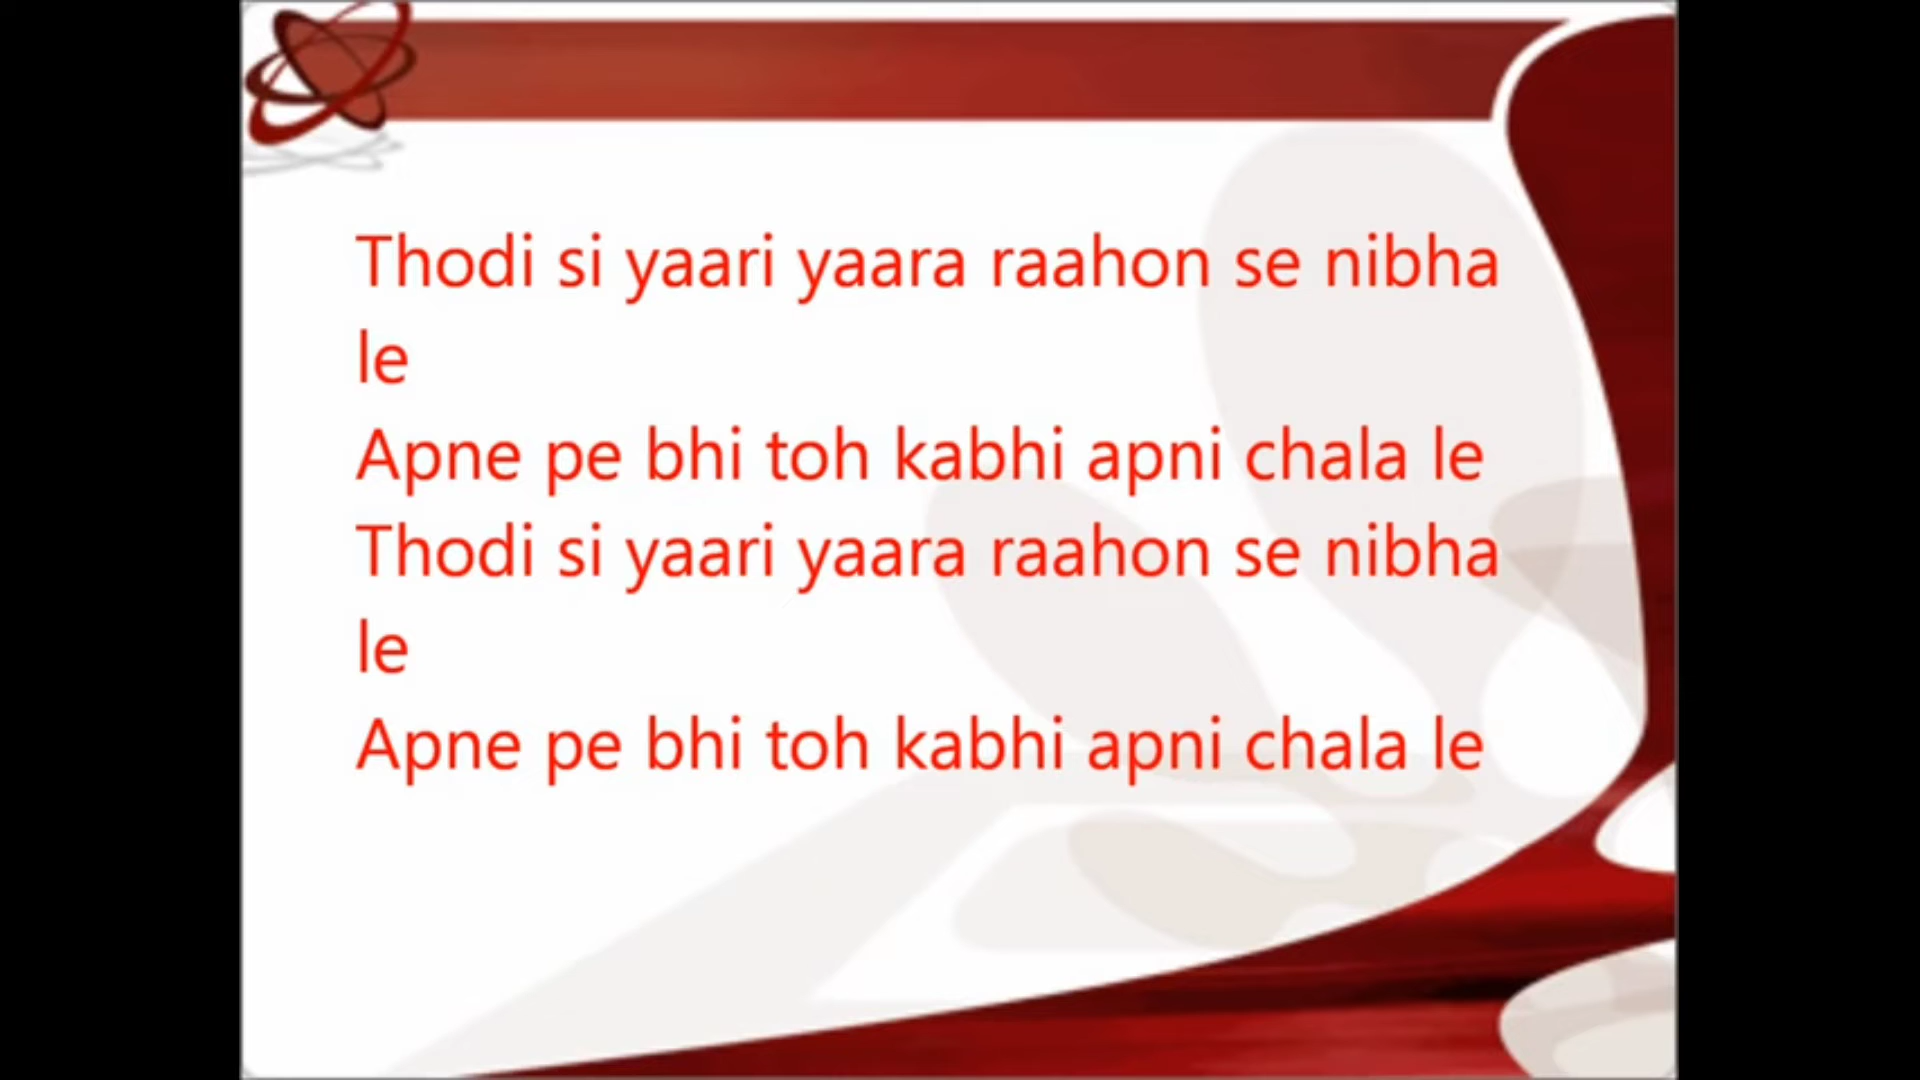 Thodi si yaari yaara raahon se nibha
le
Apne pe bhi toh kabhi apni chala le
Thodi si yaari yaara raahon se nibha
le
Apne pe bhi toh kabhi apni chala le